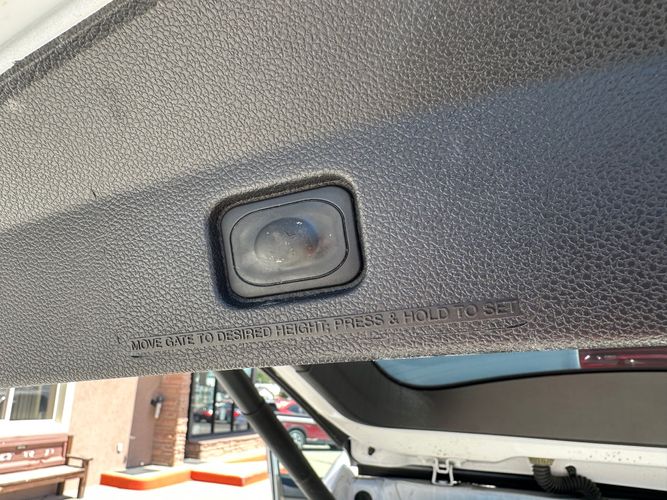 MOVE GATE TO DESIRED HEIGHT; PRESS & HOLD TO SET